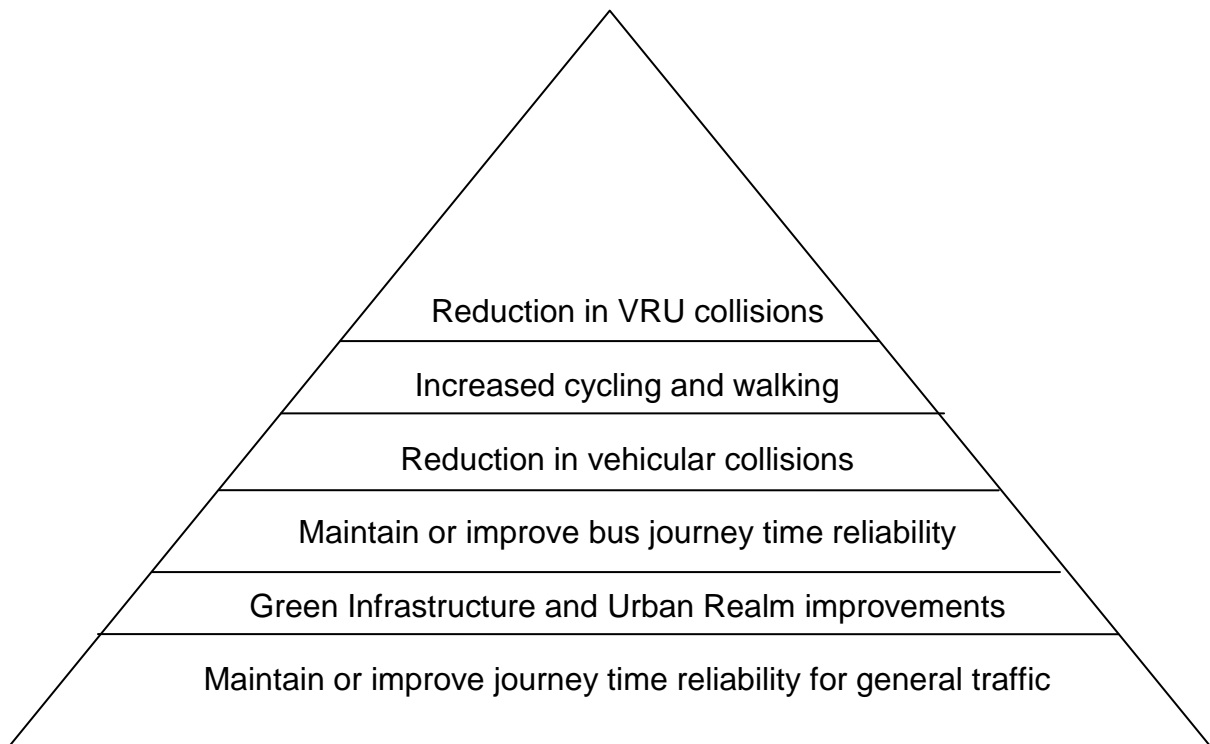 Reduction in VRU collisions
Increased cycling and walking
Reduction in vehicular collisions
Maintain or improve bus journey time reliability
Green Infrastructure and Urban Realm improvements
Maintain or improve journey time reliability for general traffic